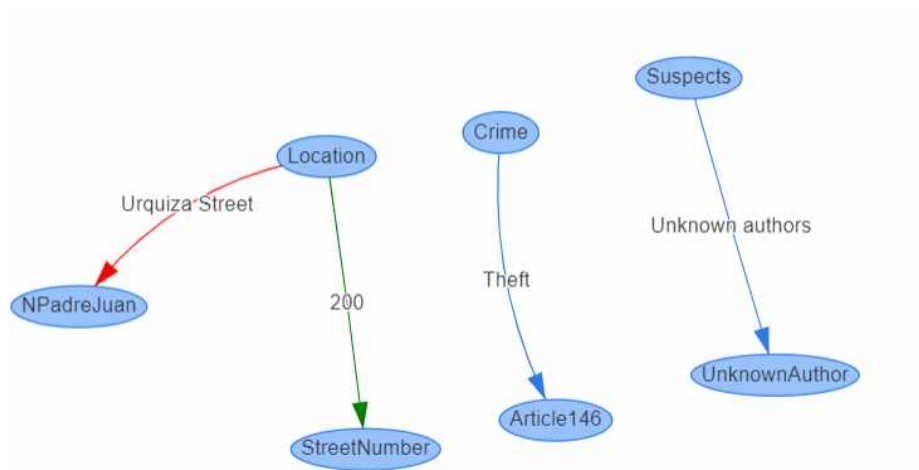 Suspects
Crime
Location
Urquiza Street
Unknown authors
Theft
200
NPadreJuan
UnknownAuthor
Article146
StreetNumber